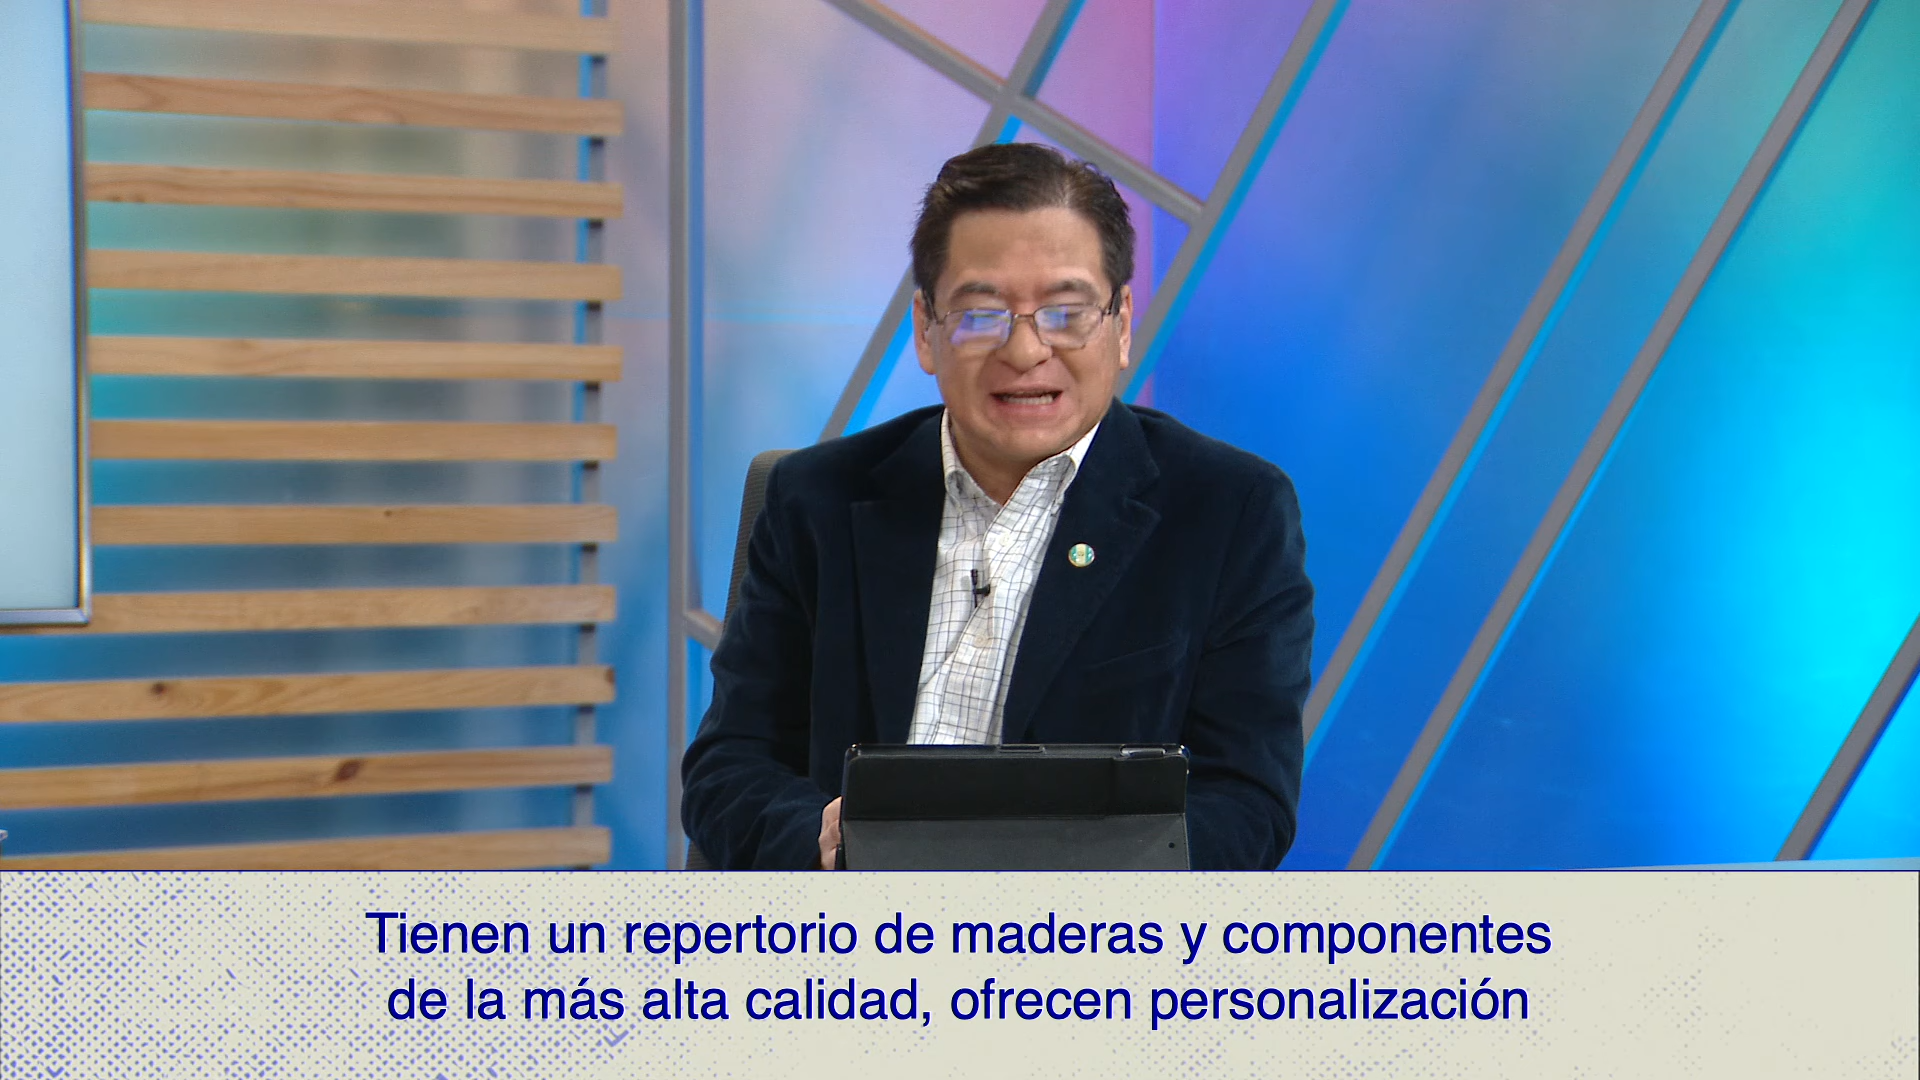 Tienen un repertorio de maderas y componentes
de la más alta calidad, ofrecen personalización